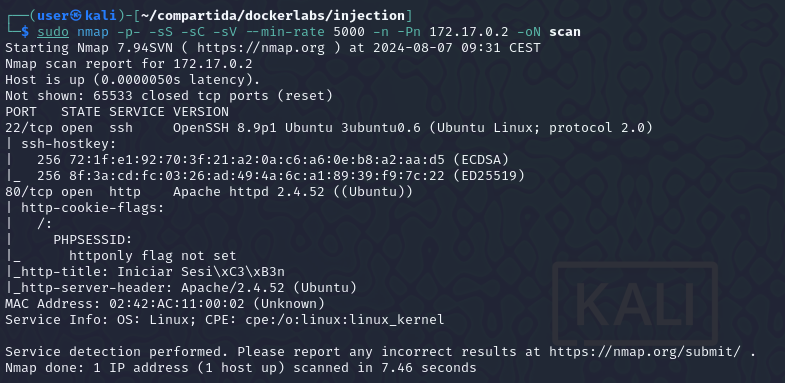 ┌──(user㉿kali)-[~/compartida/dockerlabs/injection]
└─$ sudo nmap -p- -sS -sC -sV --min-rate 5000 -n -Pn 172.17.0.2 -oN scan
Starting Nmap 7.94SVN ( https://nmap.org ) at 2024-08-07 09:31 CEST
Nmap scan report for 172.17.0.2
Host is up (0.0000050s latency).
Not shown: 65533 closed tcp ports (reset)
PORT   STATE SERVICE VERSION
22/tcp open  ssh     OpenSSH 8.9p1 Ubuntu 3ubuntu0.6 (Ubuntu Linux; protocol 2.0)
| ssh-hostkey:
|   256 72:1f:e1:92:70:3f:21:a2:0a:c6:a6:0e:b8:a2:aa:d5 (ECDSA)
|_  256 8f:3a:cd:fc:03:26:ad:49:4a:6c:a1:89:39:f9:7c:22 (ED25519)
80/tcp open  http    Apache httpd 2.4.52 ((Ubuntu))
| http-cookie-flags:
|   /:
|     PHPSESSID:
|_      httponly flag not set
|_http-title: Iniciar Sesi\xC3\xB3n
|_http-server-header: Apache/2.4.52 (Ubuntu)
MAC Address: 02:42:AC:11:00:02 (Unknown)
Service Info: OS: Linux; CPE: cpe:/o:linux:linux_kernel

Service detection performed. Please report any incorrect results at https://nmap.org/submit/ .
Nmap done: 1 IP address (1 host up) scanned in 7.46 seconds
KALI